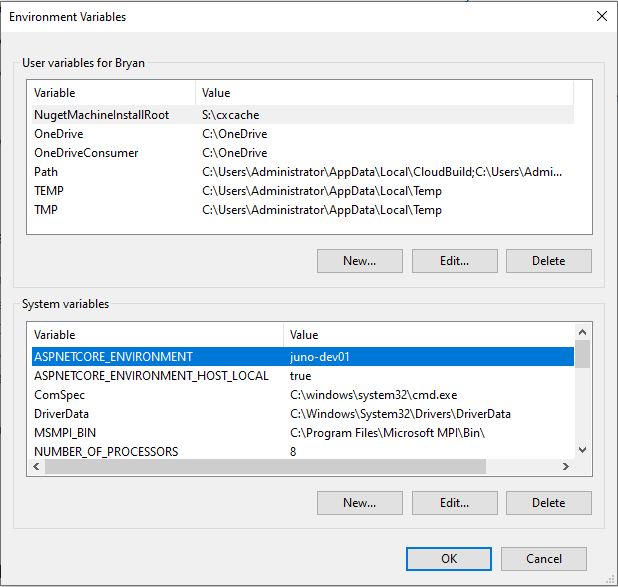 Environment Variables
User variables for Bryan
Variable Value
NugetMachineInstallRoot S:\cxcache
OneDrive C:\OneDrive
OneDriveConsumer C:\OneDrive
Path C:\Users\Administrator\AppData\Local\CloudBuild;C:\Users\Admi...
TEMP C:\Users\Administrator\AppData\Local\Temp
TMP C:\Users\Administrator\AppData\Local\Temp
New... Edit... Delete
System variables
Variable Value
ASPNETCORE_ENVIRONMENT juno-dev01
ASPNETCORE_ENVIRONMENT_HOST_LOCAL true
ComSpec C:\windows\system32\cmd.exe
DriverData C:\Windows\System32\Drivers\DriverData
MSMPI_BIN C:\Program Files\Microsoft MPI\Bin\
NUMBER_OF_PROCESSORS 8
New... Edit... Delete
OK Cancel